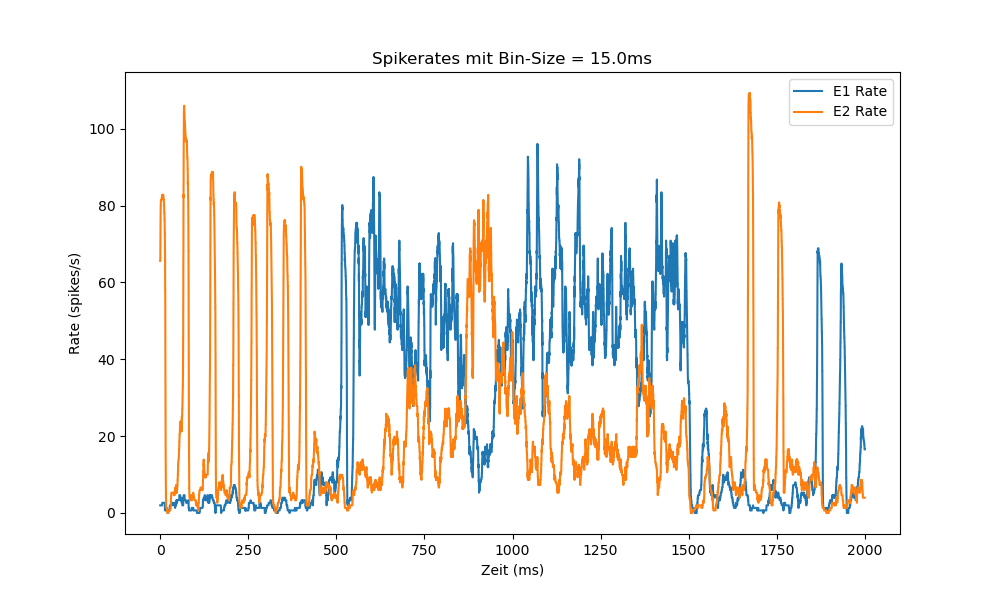 Spikerates mit Bin-Size = 15.0ms
E1 Rate
E2 Rate
Rate (spikes/s)
100
80
60
40
20
0
0 250 500 750 1000 1250 1500 1750 2000
Zeit (ms)